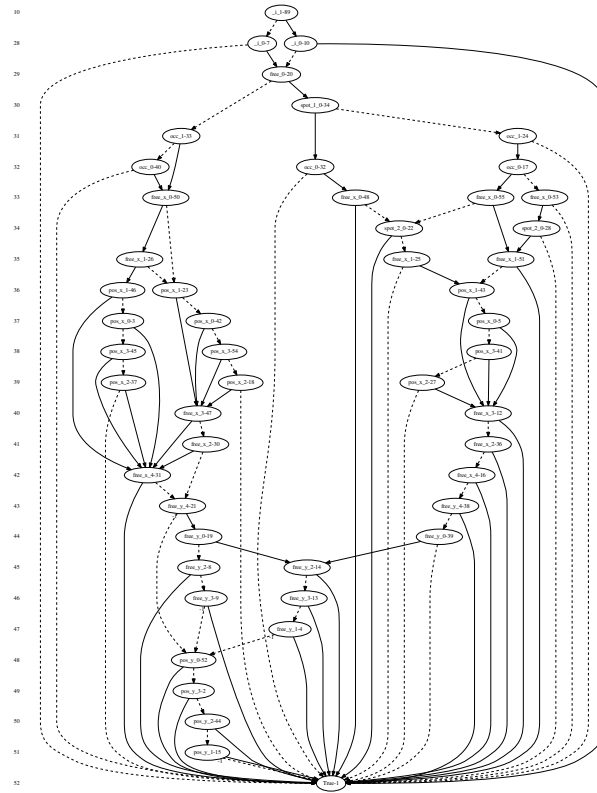 10 _i_1-89
28 _i_0-7 _i_0-10
29 free_0-20
30 spot_1_0-34
31 occ_1-33 occ_1-24
32 occ_0-40 occ_0-32 occ_0-17
33 free_x_0-50 free_x_0-48 free_x_0-55 free_x_0-53
34 spot_2_0-22 spot_2_0-28
35 free_x_1-26 free_x_1-25 free_x_1-51
36 pos_x_1-46 pos_x_1-23 pos_x_1-43
37 pos_x_0-3 pos_x_0-42 pos_x_0-5
38 pos_x_3-45 pos_x_3-54 pos_x_3-41
39 pos_x_2-37 pos_x_2-18 pos_x_2-27
40 free_x_3-47 free_x_3-12
41 free_x_2-30 free_x_2-36
42 free_x_4-31 free_x_4-16
43 free_y_4-21 free_y_4-38
44 free_y_0-19 free_y_0-39
45 free_y_2-8 free_y_2-14
46 free_y_3-9 free_y_3-13
47 free_y_1-4
48 pos_y_0-52
49 pos_y_3-2
50 pos_y_2-44
51 pos_y_1-15
52 True-1